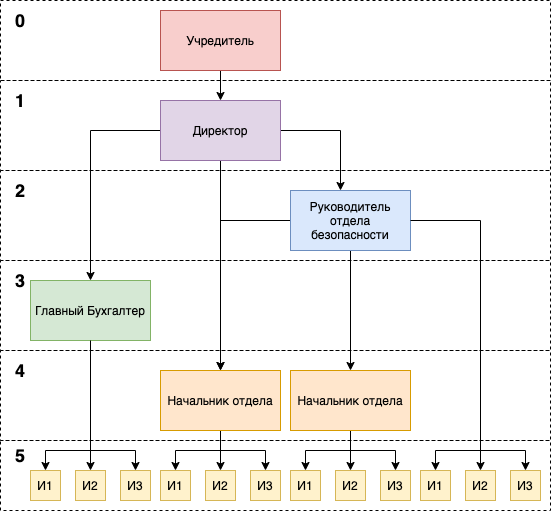 0
Учредитель
1
Директор
2
Руководитель
отдела
безопасности
3
Главный Бухгалтер
4
Начальник отдела
Начальник отдела
5
И1 И2 И3 И1 И2 И3 И1 И2 И3 И1 И2 И3